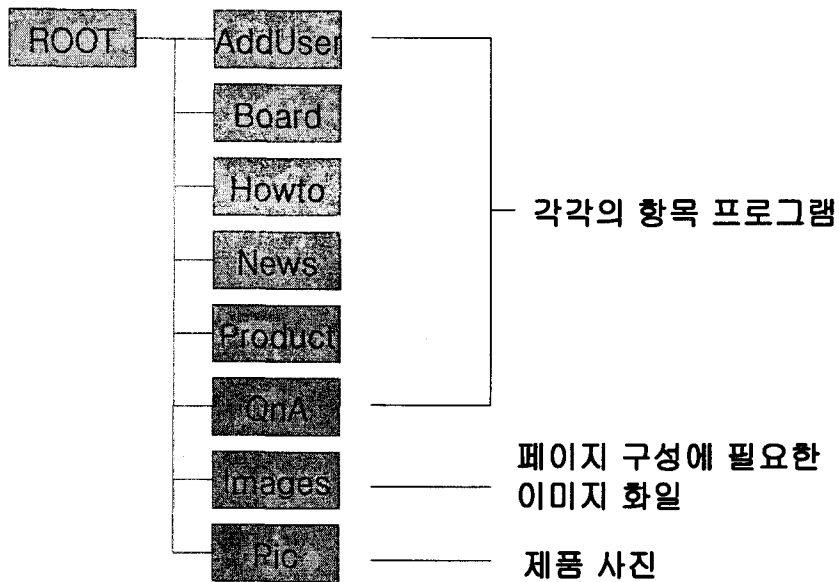 ROOT
AddUser
Board
Howto
News
Product
QnA
Images
Pic
각각의 항목 프로그램
페이지 구성에 필요한
이미지 화일
제품 사진